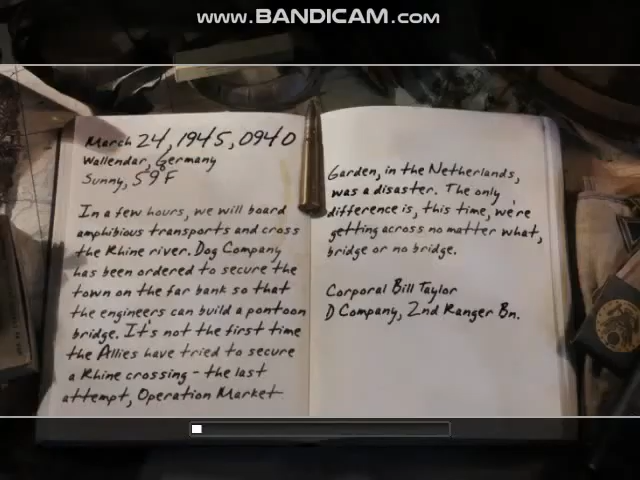 www.BANDICAM.com
March 24, 1945, 0940
Wallendar, Germany
Sunny, 59°F
In a few hours, we will board
amphibious transports and cross
the Rhine river. Dog Company
has been ordered to secure the
town on the far bank so that
the engineers can build a pontoon
bridge. It's not the first time
the Allies have tried to secure
a Rhine crossing - the last
attempt, Operation Market
Garden, in the Netherlands,
was a disaster. The only
difference is, this time, we're
getting across no matter what,
bridge or no bridge.
Corporal Bill Taylor
D Company, 2nd Ranger Bn.